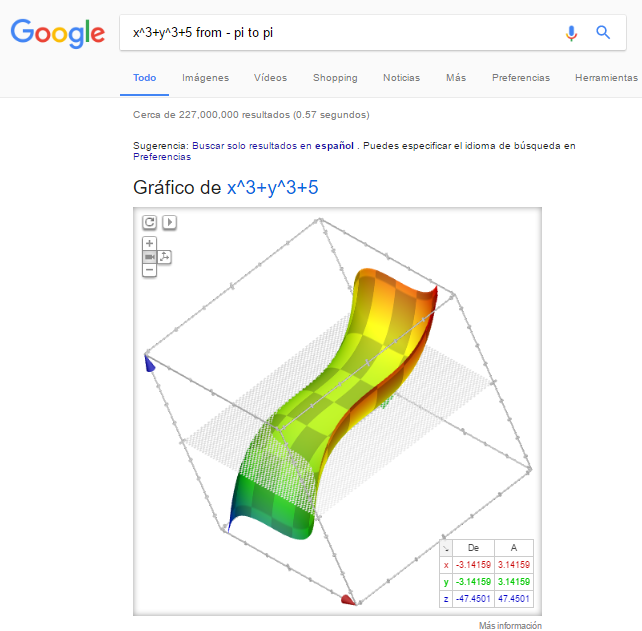 Google
x^3+y^3+5 from - pi to pi
Todo Imágenes Vídeos Shopping Noticias Más Preferencias Herramientas
Cerca de 227,000,000 resultados (0.57 segundos)
Sugerencia: Buscar solo resultados en español . Puedes especificar el idioma de búsqueda en
Preferencias
Gráfico de x^3+y^3+5
De A
x -3.14159 3.14159
y -3.14159 3.14159
z -47.4501 47.4501
Más información